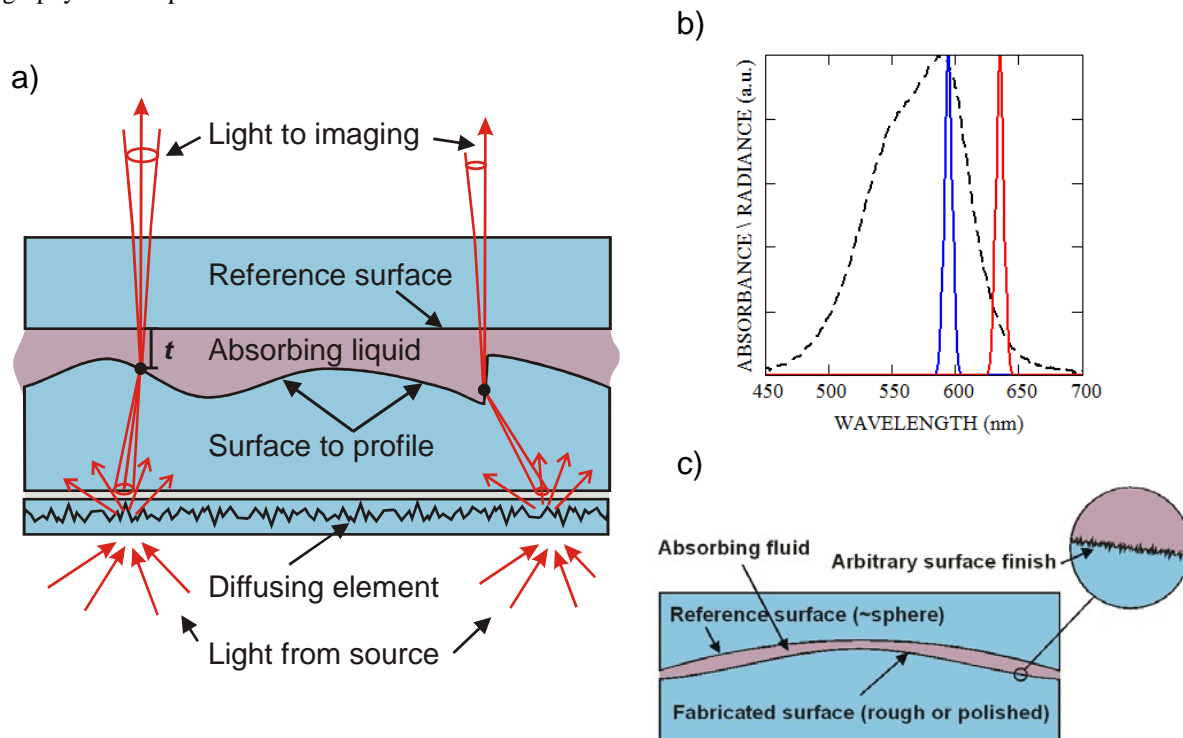 a)
Light to imaging
Reference surface
t
Absorbing liquid
Surface to profile
Diffusing element
Light from source
b)
ABSORBANCE \ RADIANCE (a.u.)
450 500 550 600 650 700
WAVELENGTH (nm)
c)
Absorbing fluid
Arbitrary surface finish
Reference surface (~sphere)
Fabricated surface (rough or polished)